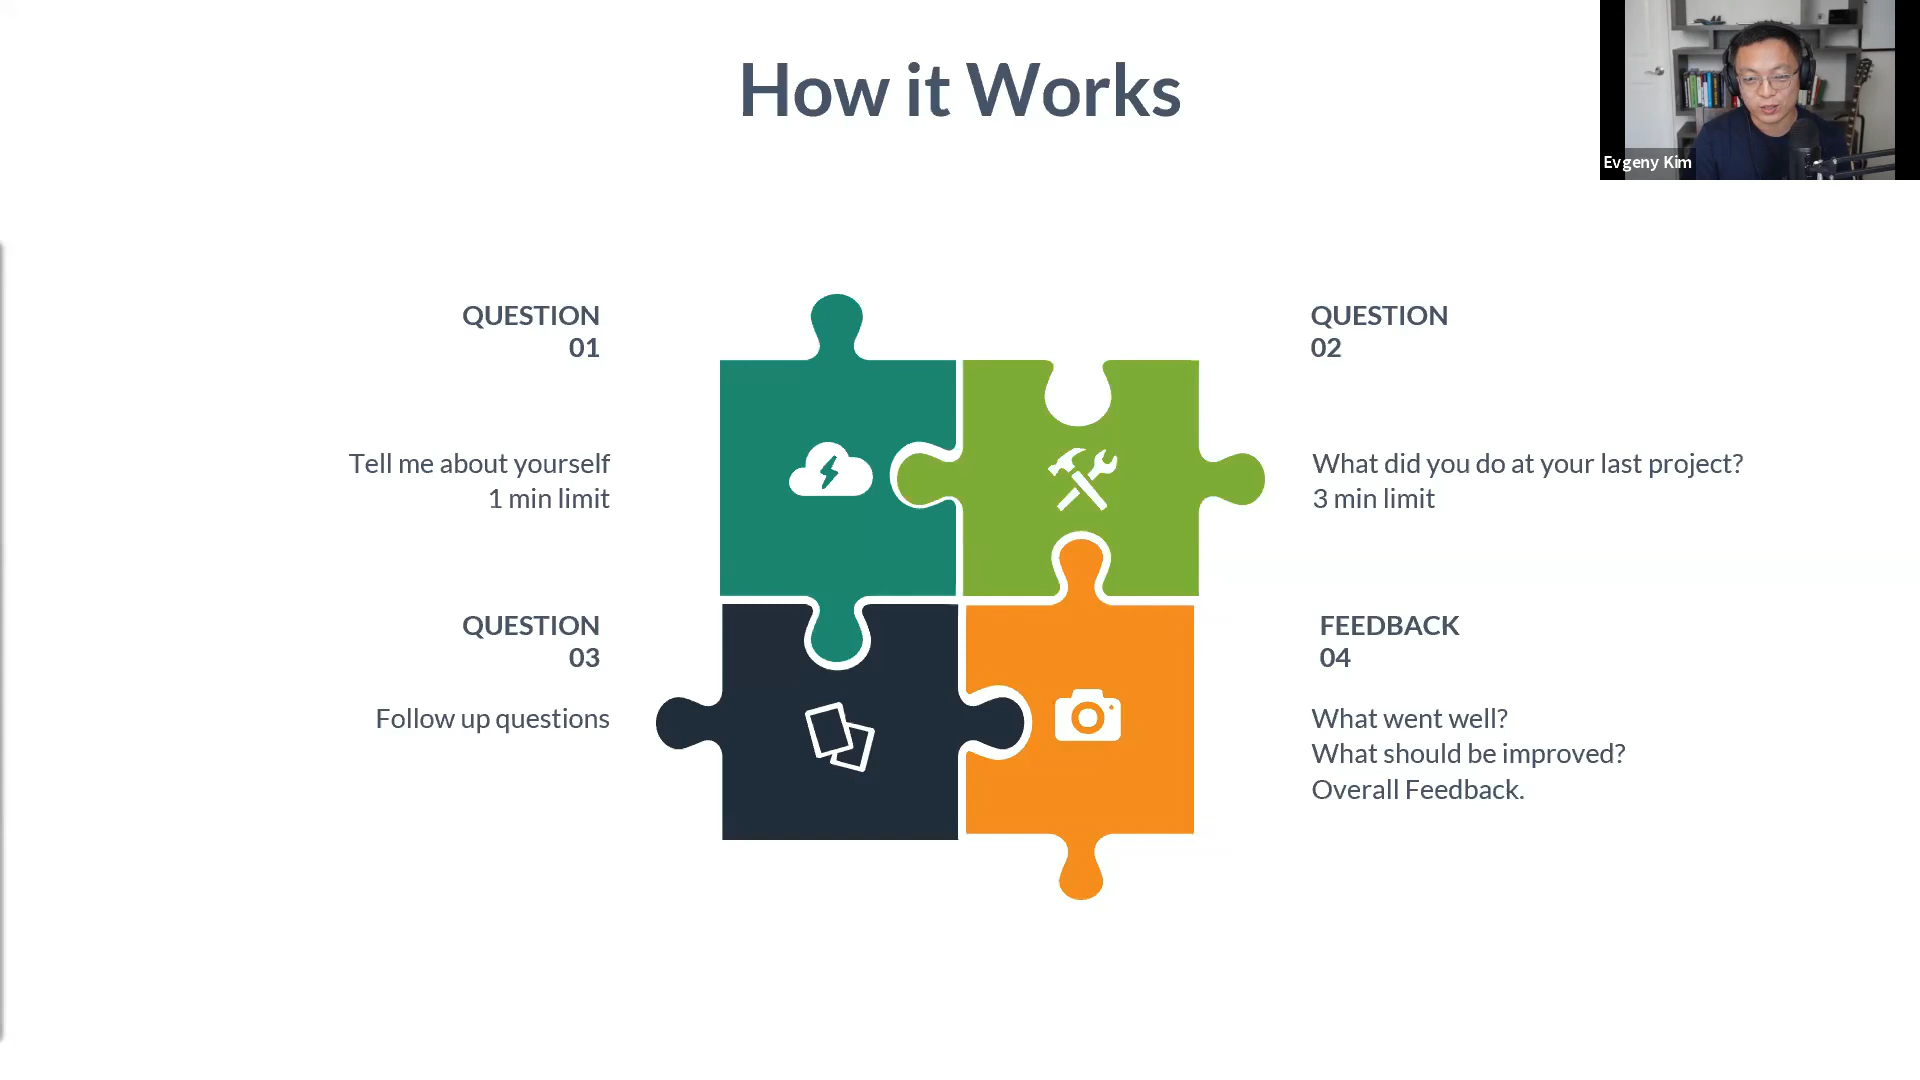 How it Works
Evgeny Kim
QUESTION
01
Tell me about yourself
1 min limit
QUESTION
02
What did you do at your last project?
3 min limit
QUESTION
03
Follow up questions
FEEDBACK
04
What went well?
What should be improved?
Overall Feedback.